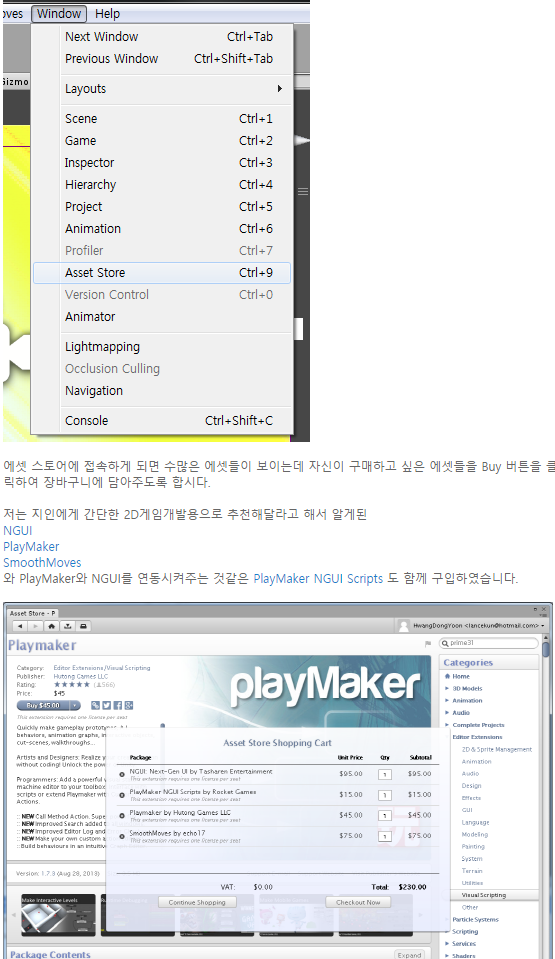 oves Window Help
Next Window Ctrl+Tab
Previous Window Ctrl+Shift+Tab
Layouts
Scene Ctrl+1
Game Ctrl+2
Inspector Ctrl+3
Hierarchy Ctrl+4
Project Ctrl+5
Animation Ctrl+6
Profiler Ctrl+7
Asset Store Ctrl+9
Version Control Ctrl+0
Animator
Lightmapping
Occlusion Culling
Navigation
Console Ctrl+Shift+C
Gizmo
에셋 스토어에 접속하게 되면 수많은 에셋들이 보이는데 자신이 구매하고 싶은 에셋들을 Buy 버튼을 클
릭하여 장바구니에 담아주도록 합시다.
저는 지인에게 간단한 2D게임개발용으로 추천해달라고 해서 알게된
NGUI
PlayMaker
SmoothMoves
와 PlayMaker와 NGUI를 연동시켜주는 것같은 PlayMaker NGUI Scripts 도 함께 구입하였습니다.
Asset Store - P
HwangDongYoon <lancekun@hotmail.com>
Playmaker
prime31
Category: Editor Extensions/Visual Scripting
Publisher: Hutong Games LLC
Rating: ★★★★★ (566)
Price: $45
Buy $45.00
This extension requires one license per seat
Quickly make gameplay prototypes, A.I.
behaviors, animation graphs, in
cut-scenes, walkthroughs...
Artists and Designers: Realize y
without coding! Unlock the pow
Programmers: Add a powerful v
machine editor to your toolbox
scripts or extend Playmaker wit
Actions.
:: NEW Call Method Action. Supe
:: NEW Improved Search added t
:: NEW Improved Editor Log and
:: NEW Make your own custom a
:: Build behaviours in an intuitiv
Version: 1.7.3 (Aug 28, 2013)
playMaker
Asset Store Shopping Cart
Package Unit Price Qty Subtotal
NGUI: Next-Gen UI by Tasharen Entertainment $95.00 1 $95.00
This extension requires one license per seat
PlayMaker NGUI Scripts by Rocket Games $15.00 1 $15.00
This extension requires one license per seat
Playmaker by Hutong Games LLC $45.00 1 $45.00
This extension requires one license per seat
SmoothMoves by echo17 $75.00 1 $75.00
This extension requires one license per seat
VAT: $0.00 Total: $230.00
Continue Shopping Checkout Now
Make Interactive Levels
Package Contents
Expand
Categories
Home
3D Models
Animation
Audio
Complete Projects
Editor Extensions
2D & Sprite Management
Animation
Audio
Design
Effects
GUI
Language
Modeling
Painting
System
Terrain
Utilities
Visual Scripting
Other
Particle Systems
Scripting
Services
Shaders